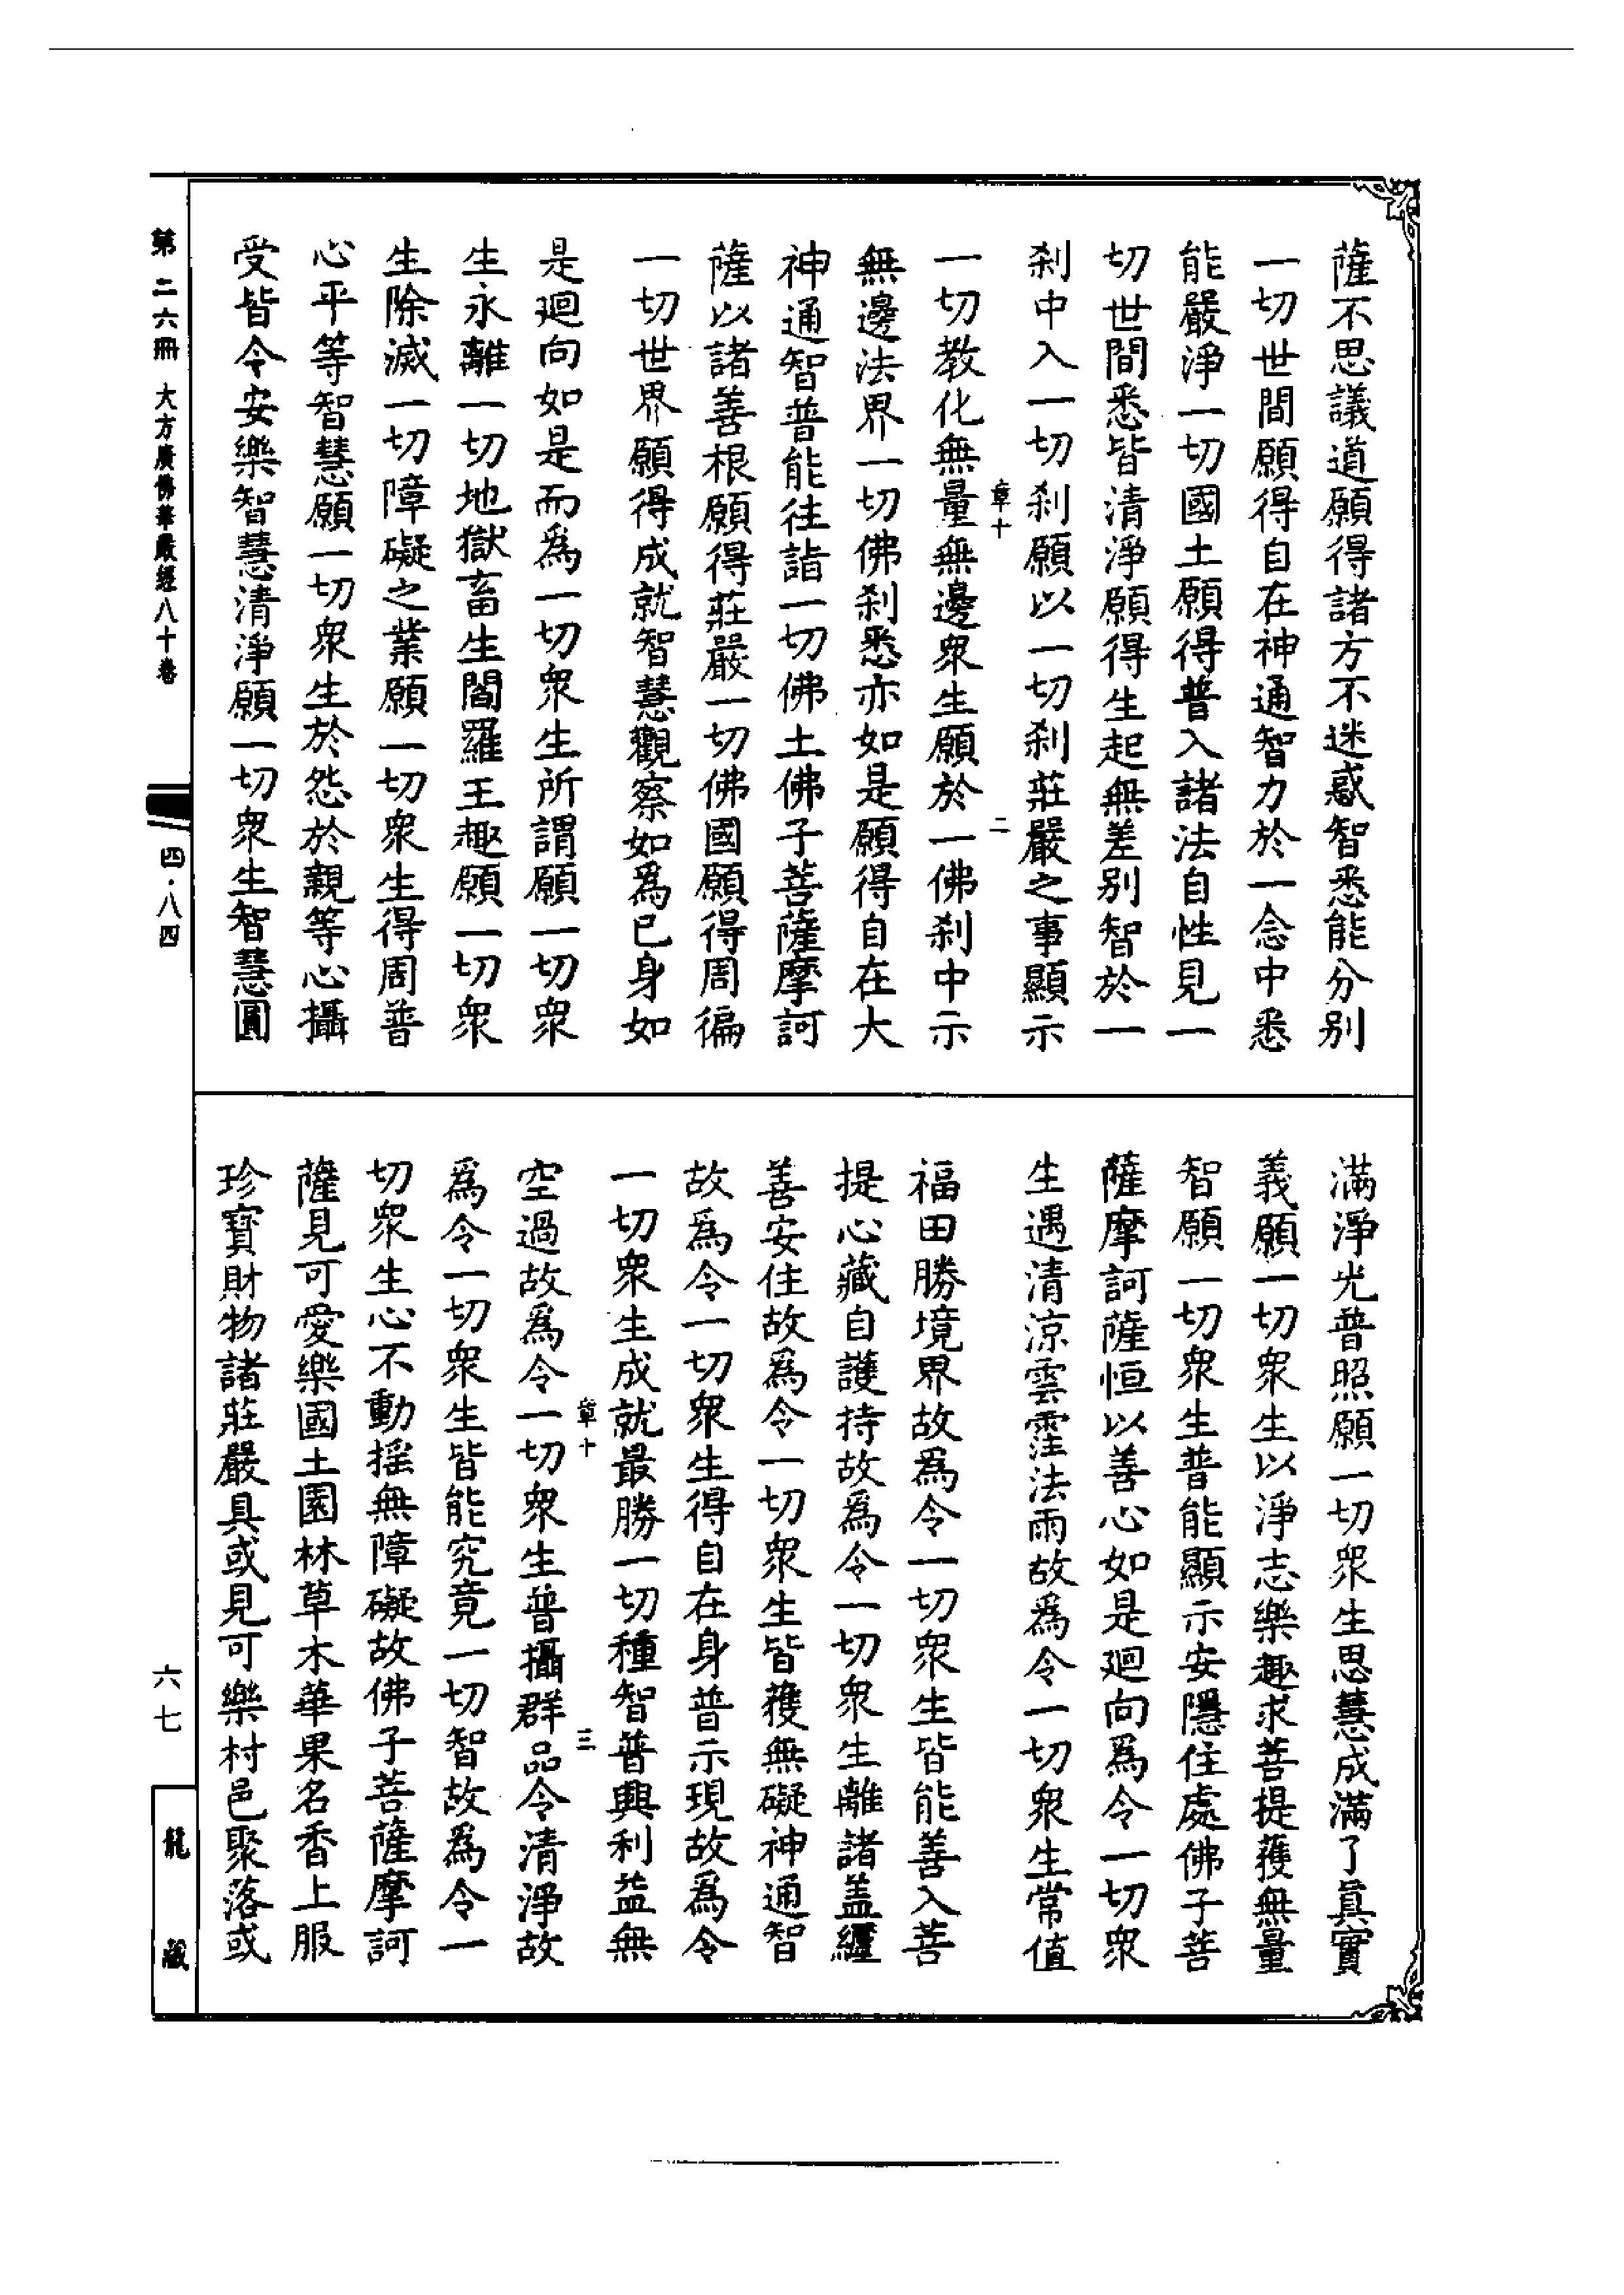 薩不思議道願得諸方不迷惑智悉能分别
一切世間願得自在神通智力於一念中悉
能嚴淨一切國土願得普入諸法自性見一
切世間悉皆清淨願得生起無差别智於一
刹中入一切刹願以一切刹莊嚴之事顯示
章十 二
一切教化無量無邊衆生願於一佛刹中示
無邊法界一切佛刹悉亦如是願得自在大
神通智普能往詣一切佛土佛子菩薩摩訶
薩以諸善根願得莊嚴一切佛國願得周徧
一切世界願得成就智慧觀察如爲已身如
是迴向如是而爲一切衆生所謂願一切衆
生永離一切地獄畜生閻羅王趣願一切衆
生除滅一切障礙之業願一切衆生得周普
心平等智慧願一切衆生於怨於親等心攝
受皆令安樂智慧清淨願一切衆生智慧圓
滿淨光普照願一切衆生思慧成滿了眞實
義願一切衆生以淨志樂趣求菩提獲無量
智願一切衆生普能顯示安隱住處佛子菩
薩摩訶薩恒以善心如是迴向爲令一切衆
生遇清涼雲霔法雨故爲令一切衆生常值
福田勝境界故爲令一切衆生皆能善入菩
提心藏自護持故爲令一切衆生離諸盖纒
善安住故爲令一切衆生皆獲無礙神通智
故爲令一切衆生得自在身普示現故爲令
一切衆生成就最勝一切種智普興利益無
章十 三
空過故爲令一切衆生普攝群品令清淨故
爲令一切衆生皆能究竟一切智故爲令一
切衆生心不動摇無障礙故佛子菩薩摩訶
薩見可愛樂國土園林草木華果名香上服
珍寳財物諸莊嚴具或見可樂村邑聚落或
第二六冊 大方廣佛華嚴經八十卷
四·八四
六七
龍藏